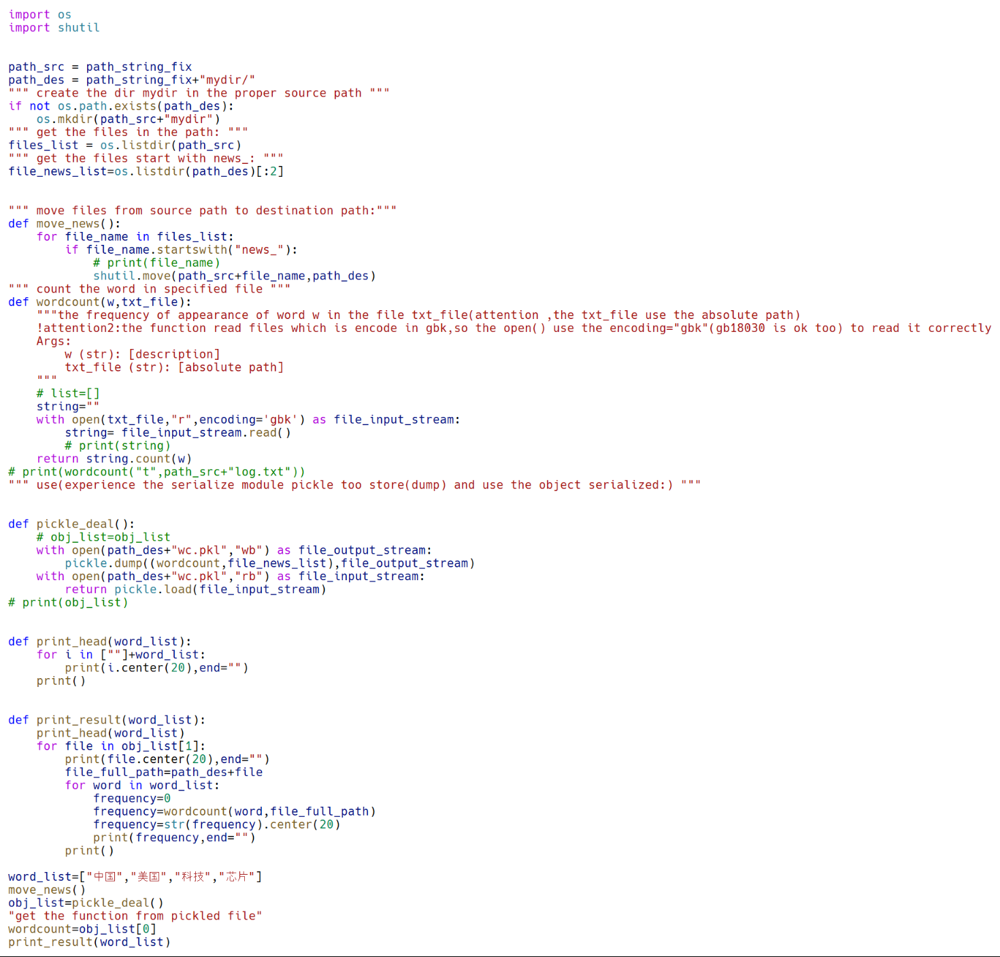 import os
import shutil
path_src = path_string_fix
path_des = path_string_fix+"mydir/"
""" create the dir mydir in the proper source path """
if not os.path.exists(path_des):
    os.mkdir(path_src+"mydir")
""" get the files in the path: """
files_list = os.listdir(path_src)
""" get the files start with news_: """
file_news_list=os.listdir(path_des)[:2]
""" move files from source path to destination path:"""
def move_news():
    for file_name in files_list:
        if file_name.startswith("news_"):
            # print(file_name)
            shutil.move(path_src+file_name,path_des)
""" count the word in specified file """
def wordcount(w,txt_file):
    """the frequency of appearance of word w in the file txt_file(attention ,the txt_file use the absolute path)
    !attention2:the function read files which is encode in gbk,so the open() use the encoding="gbk"(gb18030 is ok too) to read it correctly
    Args:
        w (str): [description]
        txt_file (str): [absolute path]
    """
    # list=[]
    string=""
    with open(txt_file,"r",encoding='gbk') as file_input_stream:
        string= file_input_stream.read()
        # print(string)
    return string.count(w)
# print(wordcount("t",path_src+"log.txt"))
""" use(experience the serialize module pickle too store(dump) and use the object serialized:) """
def pickle_deal():
    # obj_list=obj_list
    with open(path_des+"wc.pkl","wb") as file_output_stream:
        pickle.dump((wordcount,file_news_list),file_output_stream)
    with open(path_des+"wc.pkl","rb") as file_input_stream:
        return pickle.load(file_input_stream)
# print(obj_list)
def print_head(word_list):
    for i in [""]+word_list:
        print(i.center(20),end="")
    print()
def print_result(word_list):
    print_head(word_list)
    for file in obj_list[1]:
        print(file.center(20),end="")
        file_full_path=path_des+file
        for word in word_list:
            frequency=0
            frequency=wordcount(word,file_full_path)
            frequency=str(frequency).center(20)
            print(frequency,end="")
        print()
word_list=["中国","美国","科技","芯片"]
move_news()
obj_list=pickle_deal()
"get the function from pickled file"
wordcount=obj_list[0]
print_result(word_list)